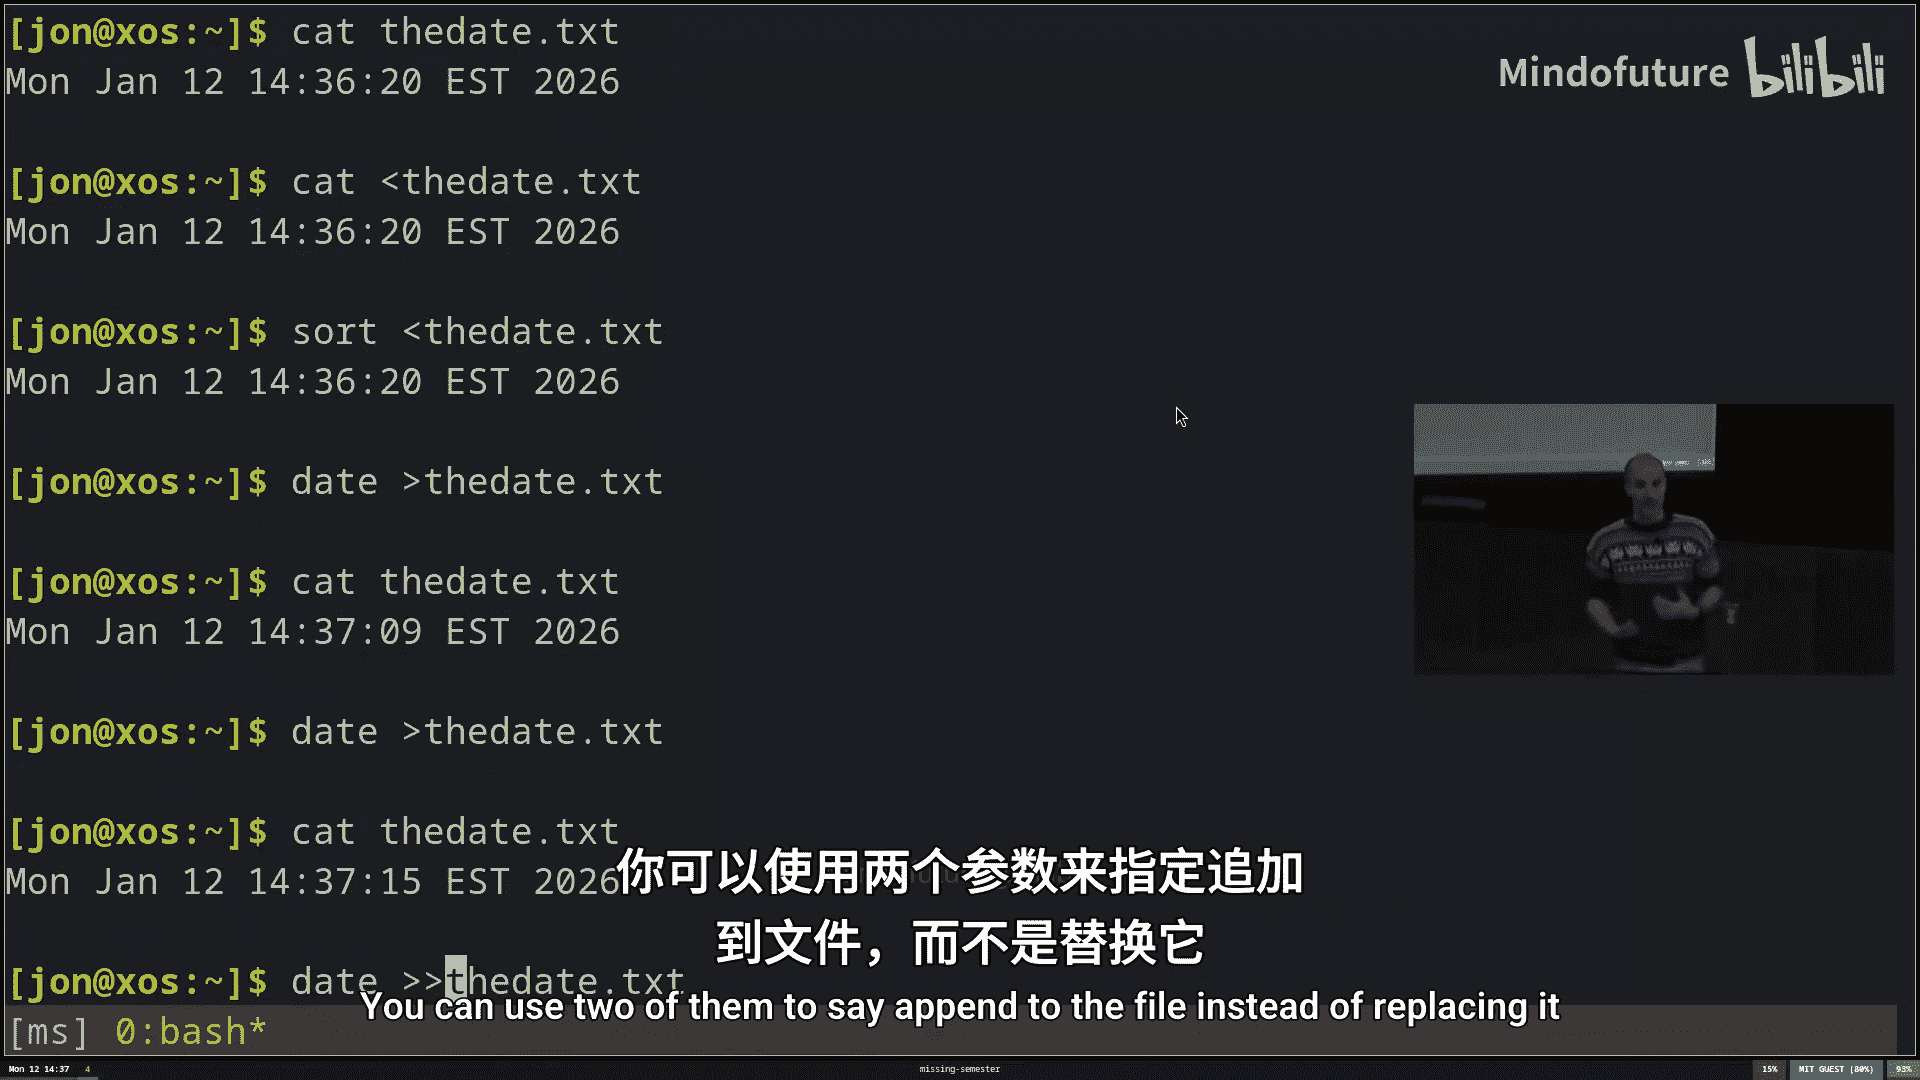 [jon@xos:~]$ cat thedate.txt
Mon Jan 12 14:36:20 EST 2026
Mindofuture bilibili
[jon@xos:~]$ cat <thedate.txt
Mon Jan 12 14:36:20 EST 2026
[jon@xos:~]$ sort <thedate.txt
Mon Jan 12 14:36:20 EST 2026
[jon@xos:~]$ date >thedate.txt
[jon@xos:~]$ cat thedate.txt
Mon Jan 12 14:37:09 EST 2026
[jon@xos:~]$ date >thedate.txt
[jon@xos:~]$ cat thedate.txt
Mon Jan 12 14:37:15 EST 2026
你可以使用两个参数来指定追加
到文件，而不是替换它
[jon@xos:~]$ date >>thedate.txt
You can use two of them to say append to the file instead of replacing it
[ms] 0:bash*
Mon 12 14:37 4 missing-semester 15% MIT GUEST (80%) 93%